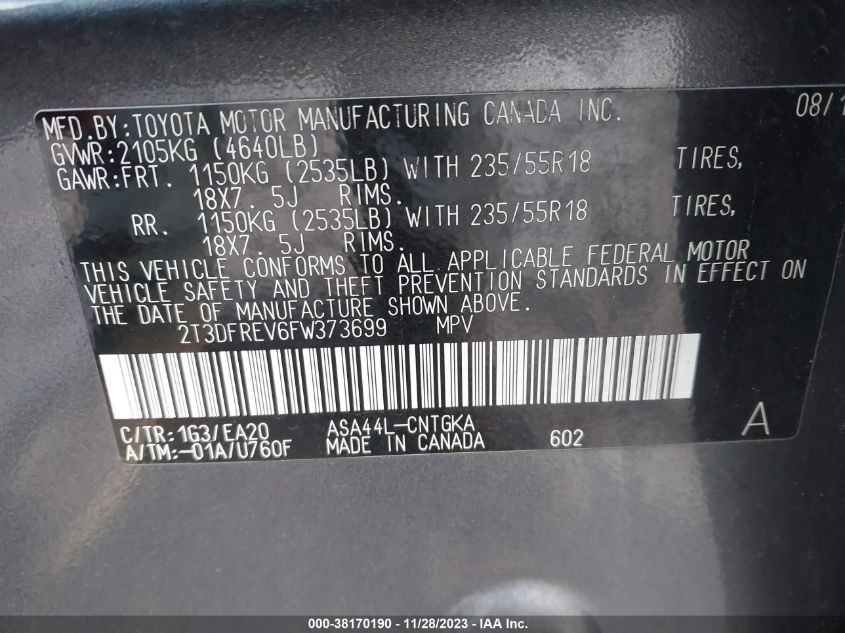 MFD.BY:TOYOTA MOTOR MANUFACTURING CANADA INC. 08/1
GVWR:2105KG (4640LB)
GAWR:FRT. 1150KG (2535LB) WITH 235/55R18 TIRES,
18X7. 5J RIMS.
RR. 1150KG (2535LB) WITH 235/55R18 TIRES,
18X7. 5J RIMS.
THIS VEHICLE CONFORMS TO ALL APPLICABLE FEDERAL MOTOR
VEHICLE SAFETY AND THEFT PREVENTION STANDARDS IN EFFECT ON
THE DATE OF MANUFACTURE SHOWN ABOVE.
2T3DFREV6FW373699 MPV
C/TR:1G3/EA20 ASA44L-CNTGKA A
A/TM:-01A/U760F MADE IN CANADA 602
000-38170190 - 11/28/2023 - IAA Inc.